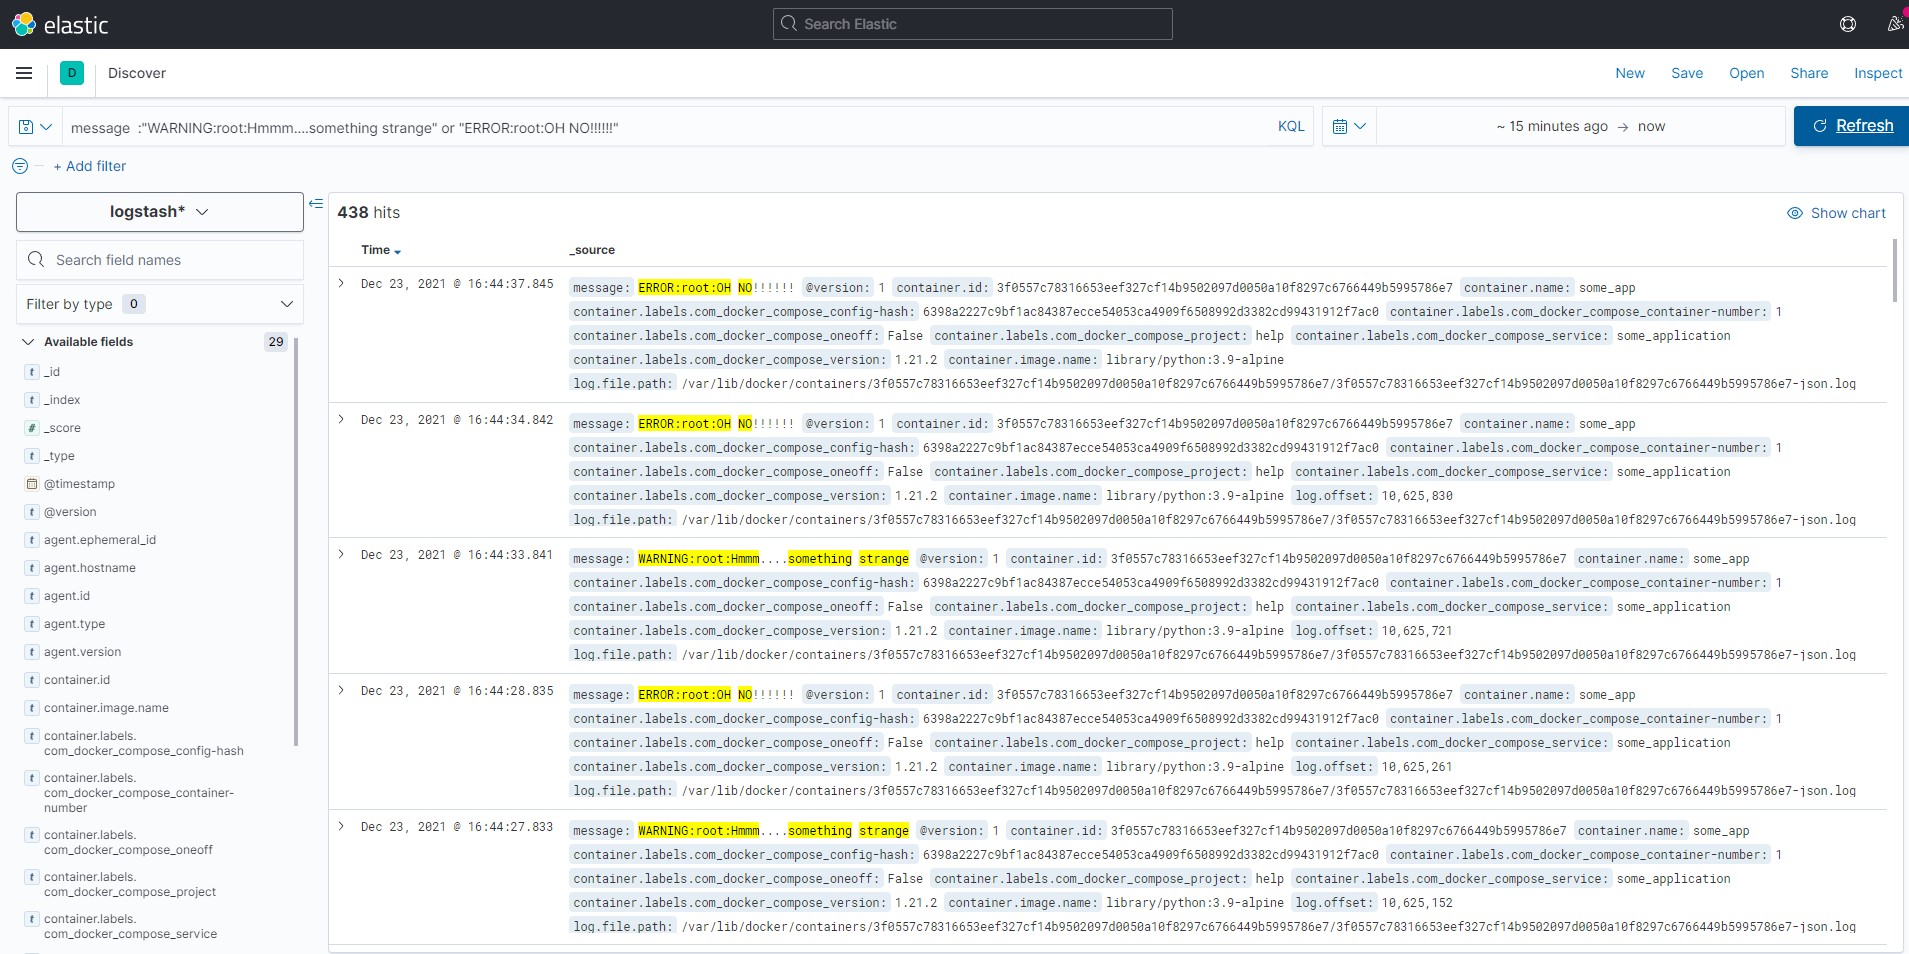 elastic
Search Elastic
D
Discover
New Save Open Share Inspect
message :"WARNING:root:Hmmm....something strange" or "ERROR:root:OH NO!!!!!!"
KQL
~ 15 minutes ago → now
Refresh
+ Add filter
logstash*
Search field names
Filter by type 0
Available fields 29
t _id
t _index
# _score
t _type
@timestamp
t @version
t agent.ephemeral_id
t agent.hostname
t agent.id
t agent.type
t agent.version
t container.id
t container.image.name
t container.labels.
com_docker_compose_config-hash
t container.labels.
com_docker_compose_container-
number
t container.labels.
com_docker_compose_oneoff
t container.labels.
com_docker_compose_project
t container.labels.
com_docker_compose_service
438 hits
Show chart
Time _source
Dec 23, 2021 @ 16:44:37.845 message: ERROR:root:OH NO!!!!!! @version: 1 container.id: 3f0557c78316653eef327cf14b9502097d0050a10f8297c6766449b5995786e7 container.name: some_app
container.labels.com_docker_compose_config-hash: 6398a2227c9bf1ac84387ecce54053ca4909f6508992d3382cd99431912f7ac0 container.labels.com_docker_compose_container-number: 1
container.labels.com_docker_compose_oneoff: False container.labels.com_docker_compose_project: help container.labels.com_docker_compose_service: some_application
container.labels.com_docker_compose_version: 1.21.2 container.image.name: library/python:3.9-alpine
log.file.path: /var/lib/docker/containers/3f0557c78316653eef327cf14b9502097d0050a10f8297c6766449b5995786e7/3f0557c78316653eef327cf14b9502097d0050a10f8297c6766449b5995786e7-json.log
Dec 23, 2021 @ 16:44:34.842 message: ERROR:root:OH NO!!!!!! @version: 1 container.id: 3f0557c78316653eef327cf14b9502097d0050a10f8297c6766449b5995786e7 container.name: some_app
container.labels.com_docker_compose_config-hash: 6398a2227c9bf1ac84387ecce54053ca4909f6508992d3382cd99431912f7ac0 container.labels.com_docker_compose_container-number: 1
container.labels.com_docker_compose_oneoff: False container.labels.com_docker_compose_project: help container.labels.com_docker_compose_service: some_application
container.labels.com_docker_compose_version: 1.21.2 container.image.name: library/python:3.9-alpine log.offset: 10,625,830
log.file.path: /var/lib/docker/containers/3f0557c78316653eef327cf14b9502097d0050a10f8297c6766449b5995786e7/3f0557c78316653eef327cf14b9502097d0050a10f8297c6766449b5995786e7-json.log
Dec 23, 2021 @ 16:44:33.841 message: WARNING:root:Hmmm....something strange @version: 1 container.id: 3f0557c78316653eef327cf14b9502097d0050a10f8297c6766449b5995786e7 container.name: some_app
container.labels.com_docker_compose_config-hash: 6398a2227c9bf1ac84387ecce54053ca4909f6508992d3382cd99431912f7ac0 container.labels.com_docker_compose_container-number: 1
container.labels.com_docker_compose_oneoff: False container.labels.com_docker_compose_project: help container.labels.com_docker_compose_service: some_application
container.labels.com_docker_compose_version: 1.21.2 container.image.name: library/python:3.9-alpine log.offset: 10,625,721
log.file.path: /var/lib/docker/containers/3f0557c78316653eef327cf14b9502097d0050a10f8297c6766449b5995786e7/3f0557c78316653eef327cf14b9502097d0050a10f8297c6766449b5995786e7-json.log
Dec 23, 2021 @ 16:44:28.835 message: ERROR:root:OH NO!!!!!! @version: 1 container.id: 3f0557c78316653eef327cf14b9502097d0050a10f8297c6766449b5995786e7 container.name: some_app
container.labels.com_docker_compose_config-hash: 6398a2227c9bf1ac84387ecce54053ca4909f6508992d3382cd99431912f7ac0 container.labels.com_docker_compose_container-number: 1
container.labels.com_docker_compose_oneoff: False container.labels.com_docker_compose_project: help container.labels.com_docker_compose_service: some_application
container.labels.com_docker_compose_version: 1.21.2 container.image.name: library/python:3.9-alpine log.offset: 10,625,261
log.file.path: /var/lib/docker/containers/3f0557c78316653eef327cf14b9502097d0050a10f8297c6766449b5995786e7/3f0557c78316653eef327cf14b9502097d0050a10f8297c6766449b5995786e7-json.log
Dec 23, 2021 @ 16:44:27.833 message: WARNING:root:Hmmm....something strange @version: 1 container.id: 3f0557c78316653eef327cf14b9502097d0050a10f8297c6766449b5995786e7 container.name: some_app
container.labels.com_docker_compose_config-hash: 6398a2227c9bf1ac84387ecce54053ca4909f6508992d3382cd99431912f7ac0 container.labels.com_docker_compose_container-number: 1
container.labels.com_docker_compose_oneoff: False container.labels.com_docker_compose_project: help container.labels.com_docker_compose_service: some_application
container.labels.com_docker_compose_version: 1.21.2 container.image.name: library/python:3.9-alpine log.offset: 10,625,152
log.file.path: /var/lib/docker/containers/3f0557c78316653eef327cf14b9502097d0050a10f8297c6766449b5995786e7/3f0557c78316653eef327cf14b9502097d0050a10f8297c6766449b5995786e7-json.log